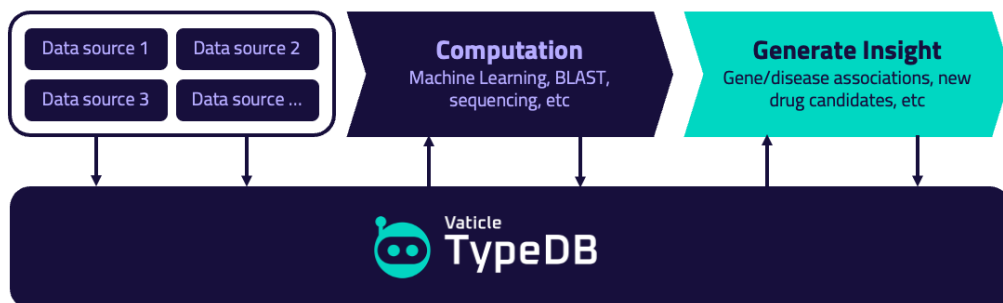 Data source 1
Data source 2
Data source 3
Data source ...
Computation
Machine Learning, BLAST,
sequencing, etc
Generate Insight
Gene/disease associations, new
drug candidates, etc
Vaticle
TypeDB